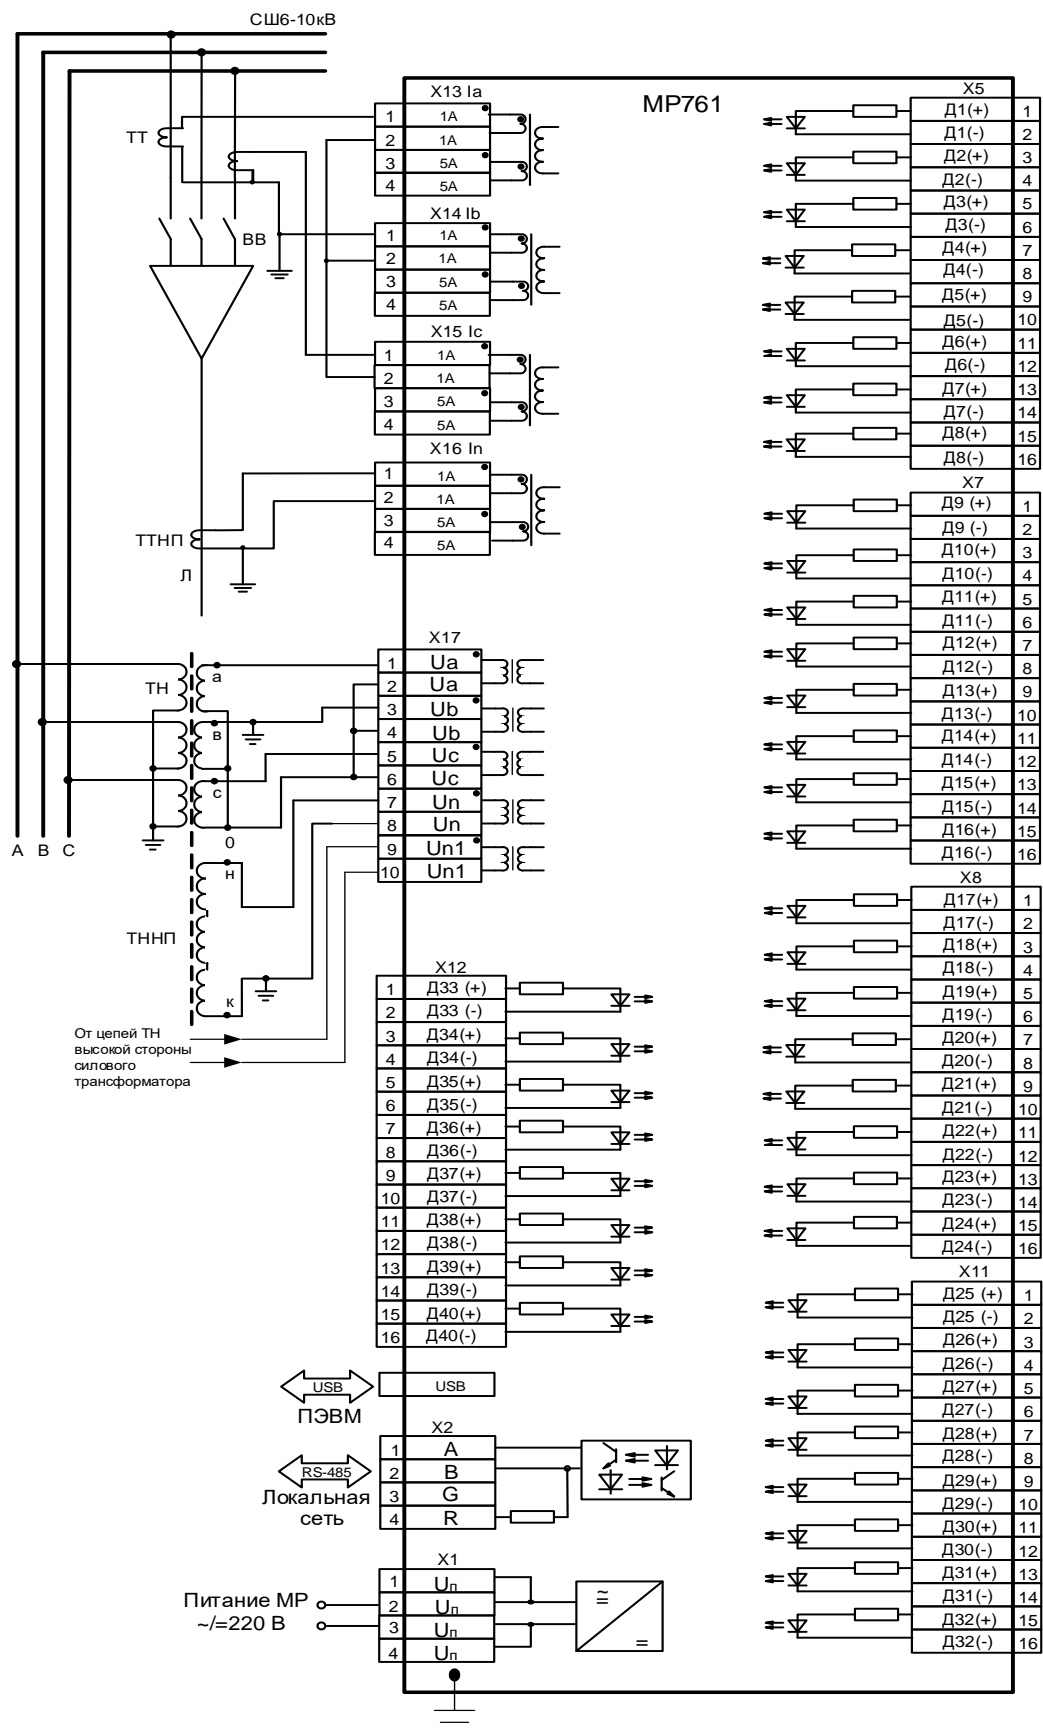 СШ6-10кВ
МР761
ТТ
ВВ
ТТНП
Л
X13 Ia
1 1А
2 1А
3 5А
4 5А
X14 Ib
1 1А
2 1А
3 5А
4 5А
X15 Ic
1 1А
2 1А
3 5А
4 5А
X16 In
1 1А
2 1А
3 5А
4 5А
ТН
а
в
с
0
А В С
н
ТННП
к
От цепей ТН
высокой стороны
силового
трансформатора
X17
1 Ua
2 Ua
3 Ub
4 Ub
5 Uc
6 Uc
7 Un
8 Un
9 Un1
10 Un1
X12
1 Д33 (+)
2 Д33 (-)
3 Д34(+)
4 Д34(-)
5 Д35(+)
6 Д35(-)
7 Д36(+)
8 Д36(-)
9 Д37(+)
10 Д37(-)
11 Д38(+)
12 Д38(-)
13 Д39(+)
14 Д39(-)
15 Д40(+)
16 Д40(-)
USB
USB
ПЭВМ
X2
1 A
2 B
3 G
4 R
RS-485
Локальная
сеть
X1
1 Uп
2 Uп
3 Uп
4 Uп
Питание МР
~/=220 В
X5
Д1(+) 1
Д1(-) 2
Д2(+) 3
Д2(-) 4
Д3(+) 5
Д3(-) 6
Д4(+) 7
Д4(-) 8
Д5(+) 9
Д5(-) 10
Д6(+) 11
Д6(-) 12
Д7(+) 13
Д7(-) 14
Д8(+) 15
Д8(-) 16
X7
Д9 (+) 1
Д9 (-) 2
Д10(+) 3
Д10(-) 4
Д11(+) 5
Д11(-) 6
Д12(+) 7
Д12(-) 8
Д13(+) 9
Д13(-) 10
Д14(+) 11
Д14(-) 12
Д15(+) 13
Д15(-) 14
Д16(+) 15
Д16(-) 16
X8
Д17(+) 1
Д17(-) 2
Д18(+) 3
Д18(-) 4
Д19(+) 5
Д19(-) 6
Д20(+) 7
Д20(-) 8
Д21(+) 9
Д21(-) 10
Д22(+) 11
Д22(-) 12
Д23(+) 13
Д23(-) 14
Д24(+) 15
Д24(-) 16
X11
Д25 (+) 1
Д25 (-) 2
Д26(+) 3
Д26(-) 4
Д27(+) 5
Д27(-) 6
Д28(+) 7
Д28(-) 8
Д29(+) 9
Д29(-) 10
Д30(+) 11
Д30(-) 12
Д31(+) 13
Д31(-) 14
Д32(+) 15
Д32(-) 16